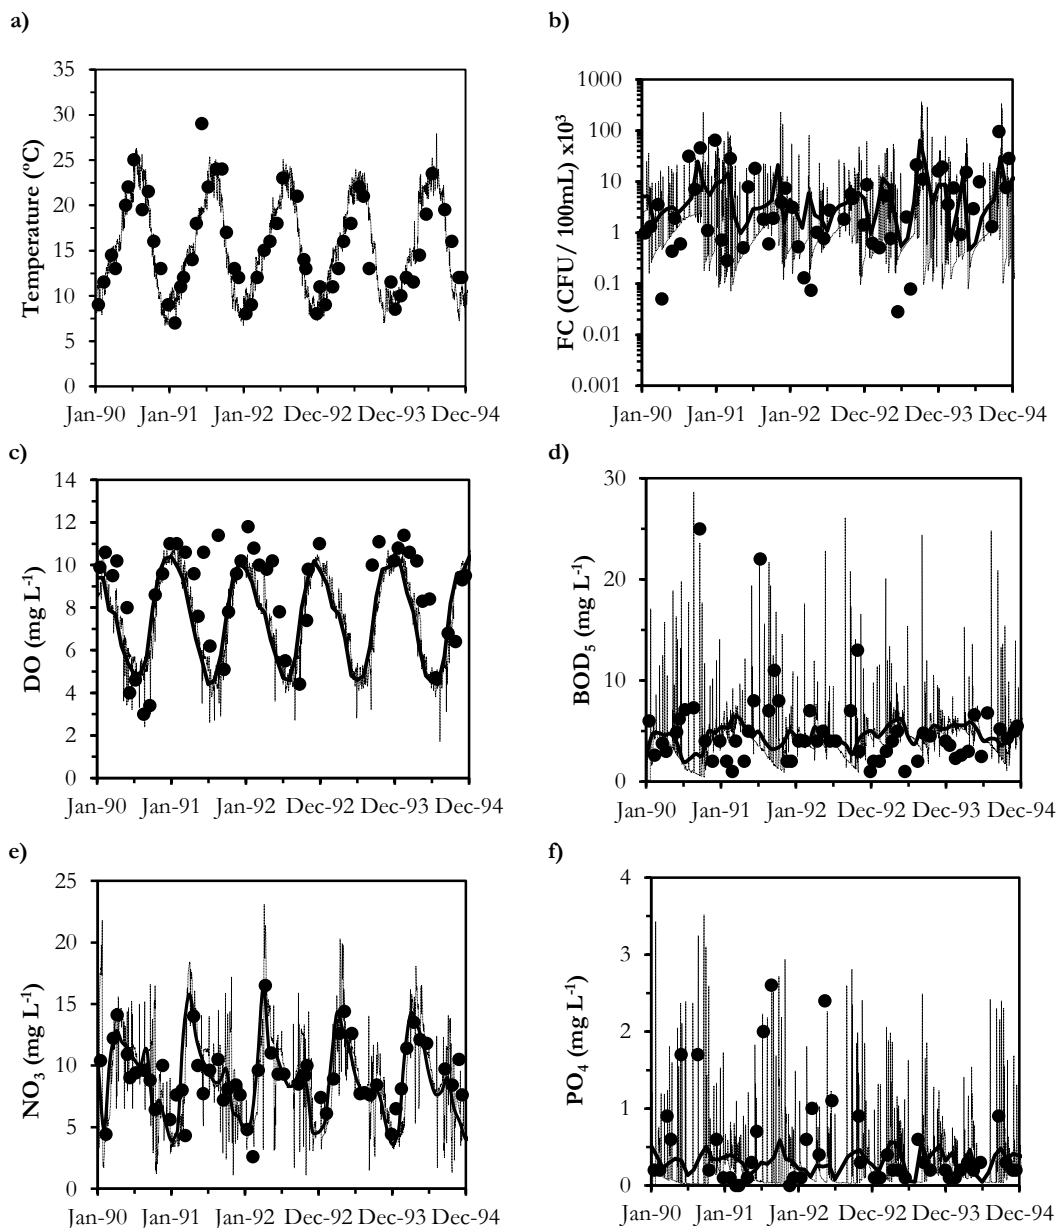 a)
b)
Temperature (ºC)
35
30
25
20
15
10
5
0
Jan-90 Jan-91 Jan-92 Dec-92 Dec-93 Dec-94
FC (CFU/ 100mL) x10³
1000
100
10
1
0.1
0.01
0.001
Jan-90 Jan-91 Jan-92 Dec-92 Dec-93 Dec-94
c)
d)
DO (mg L⁻¹)
14
12
10
8
6
4
2
0
Jan-90 Jan-91 Jan-92 Dec-92 Dec-93 Dec-94
BOD₅ (mg L⁻¹)
30
20
10
0
Jan-90 Jan-91 Jan-92 Dec-92 Dec-93 Dec-94
e)
f)
NO₃ (mg L⁻¹)
25
20
15
10
5
0
Jan-90 Jan-91 Jan-92 Dec-92 Dec-93 Dec-94
PO₄ (mg L⁻¹)
4
3
2
1
0
Jan-90 Jan-91 Jan-92 Dec-92 Dec-93 Dec-94